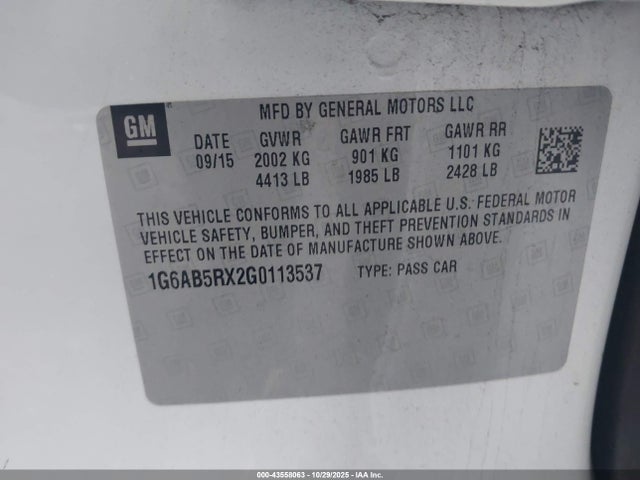 MFD BY GENERAL MOTORS LLC
GM
DATE GVWR GAWR FRT GAWR RR
09/15 2002 KG 901 KG 1101 KG
4413 LB 1985 LB 2428 LB
THIS VEHICLE CONFORMS TO ALL APPLICABLE U.S. FEDERAL MOTOR
VEHICLE SAFETY, BUMPER, AND THEFT PREVENTION STANDARDS IN
EFFECT ON THE DATE OF MANUFACTURE SHOWN ABOVE.
1G6AB5RX2G0113537 TYPE: PASS CAR
000-43558063 - 10/29/2025 - IAA Inc.